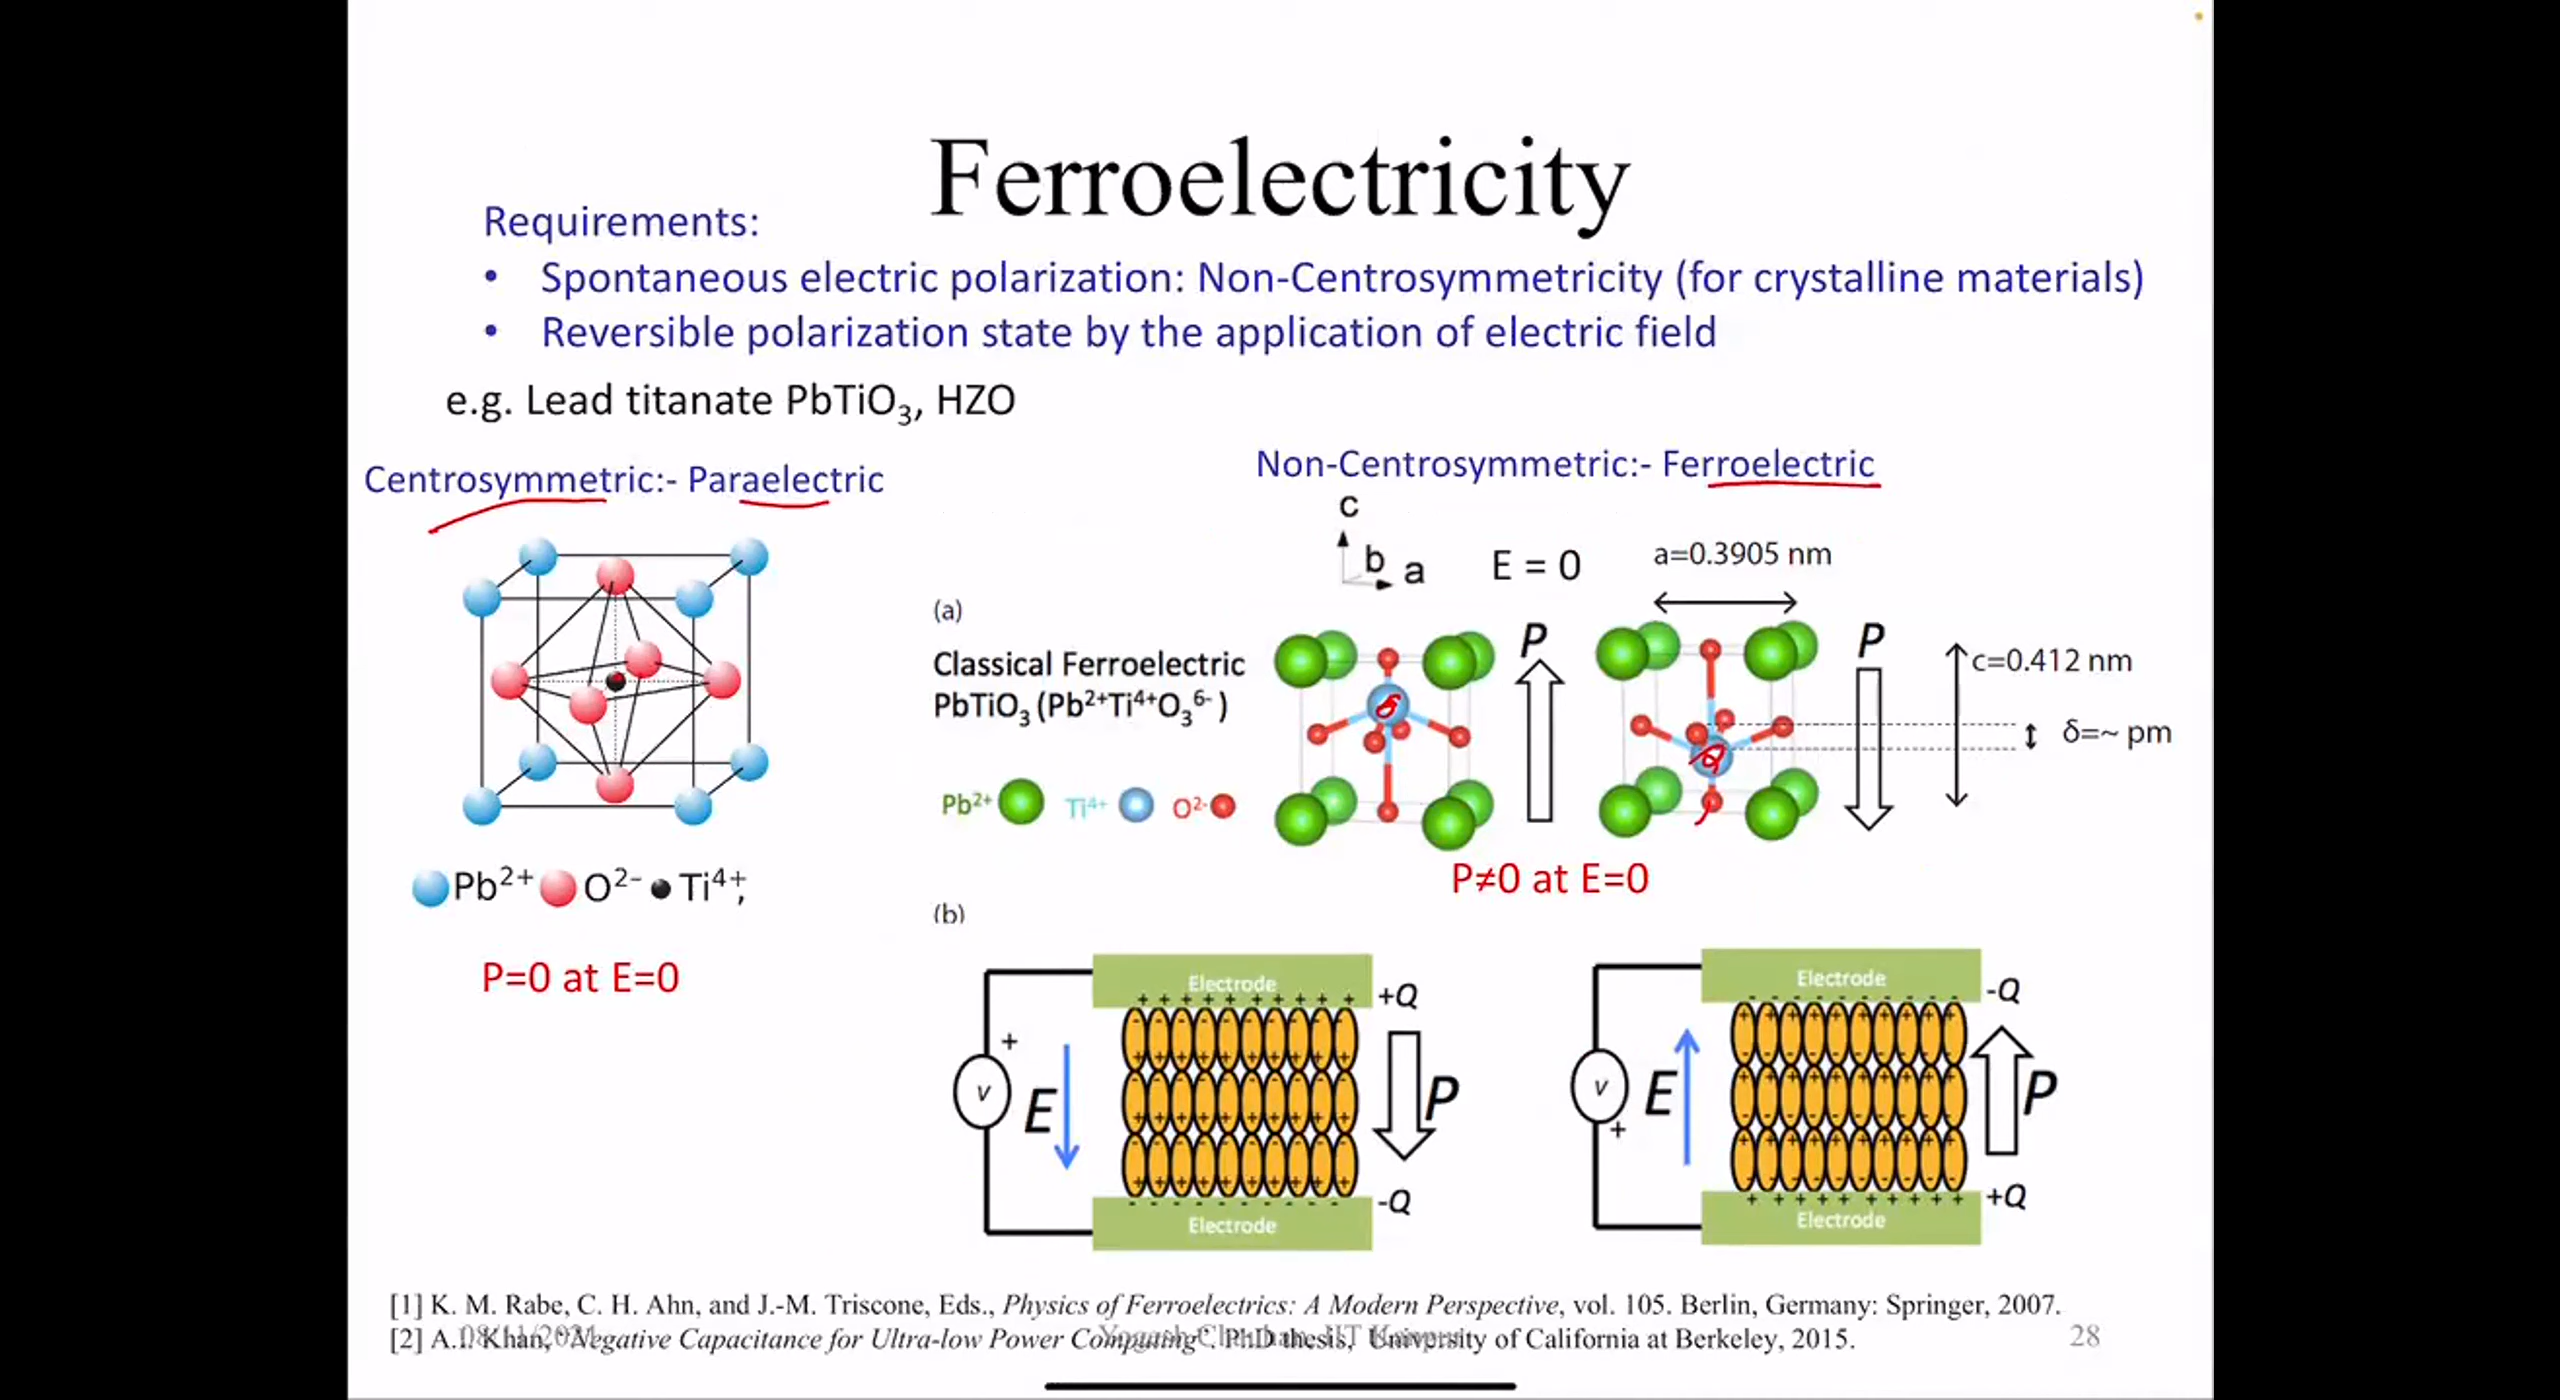 Ferroelectricity
Requirements:
• Spontaneous electric polarization: Non-Centrosymmetricity (for crystalline materials)
• Reversible polarization state by the application of electric field
e.g. Lead titanate PbTiO₃, HZO
Centrosymmetric:- Paraelectric
Pb²⁺ O²⁻ Ti⁴⁺;
P=0 at E=0
Non-Centrosymmetric:- Ferroelectric
c
b a
E = 0
a=0.3905 nm
(a)
Classical Ferroelectric
PbTiO₃ (Pb²⁺Ti⁴⁺O₃⁶⁻)
Pb²⁺ Ti⁴⁺ O²⁻
P
P
c=0.412 nm
δ=~ pm
P≠0 at E=0
(b)
Electrode
+Q
+
V
E
P
-Q
Electrode
Electrode
-Q
V
+
E
P
+Q
Electrode
[1] K. M. Rabe, C. H. Ahn, and J.-M. Triscone, Eds., Physics of Ferroelectrics: A Modern Perspective, vol. 105. Berlin, Germany: Springer, 2007.
[2] A.I. Khan, "Negative Capacitance for Ultra-low Power Computing". PhD thesis, University of California at Berkeley, 2015.
28